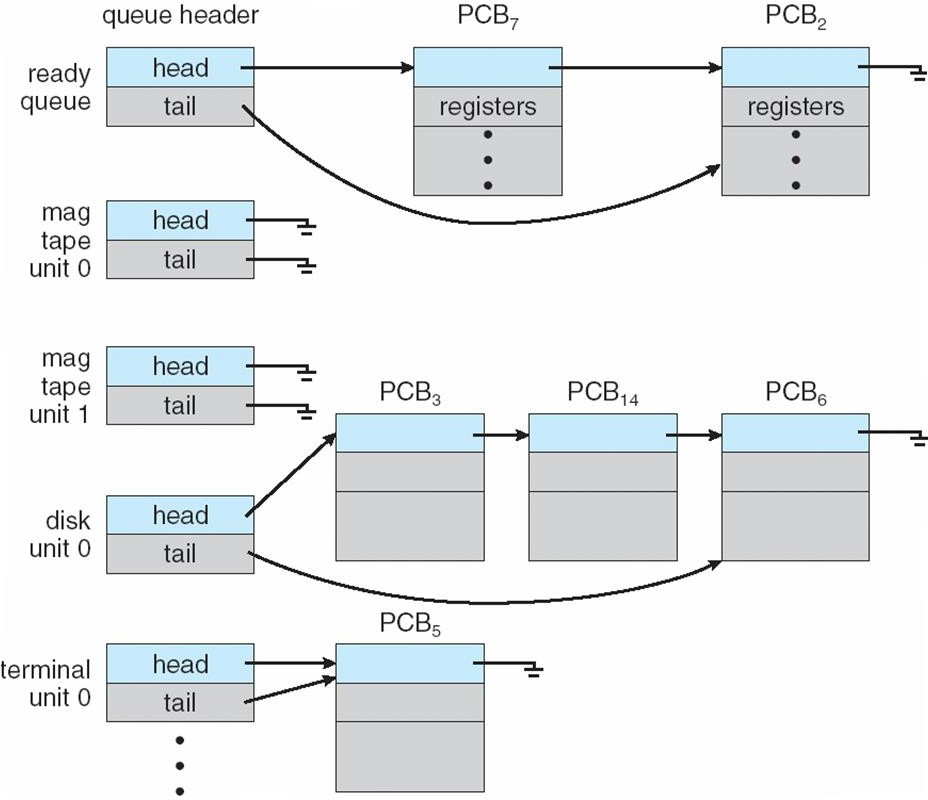 queue header
PCB₇
PCB₂
ready
queue
head
tail
registers
registers
mag
tape
unit 0
head
tail
mag
tape
unit 1
head
tail
PCB₃
PCB₁₄
PCB₆
disk
unit 0
head
tail
PCB₅
terminal
unit 0
head
tail